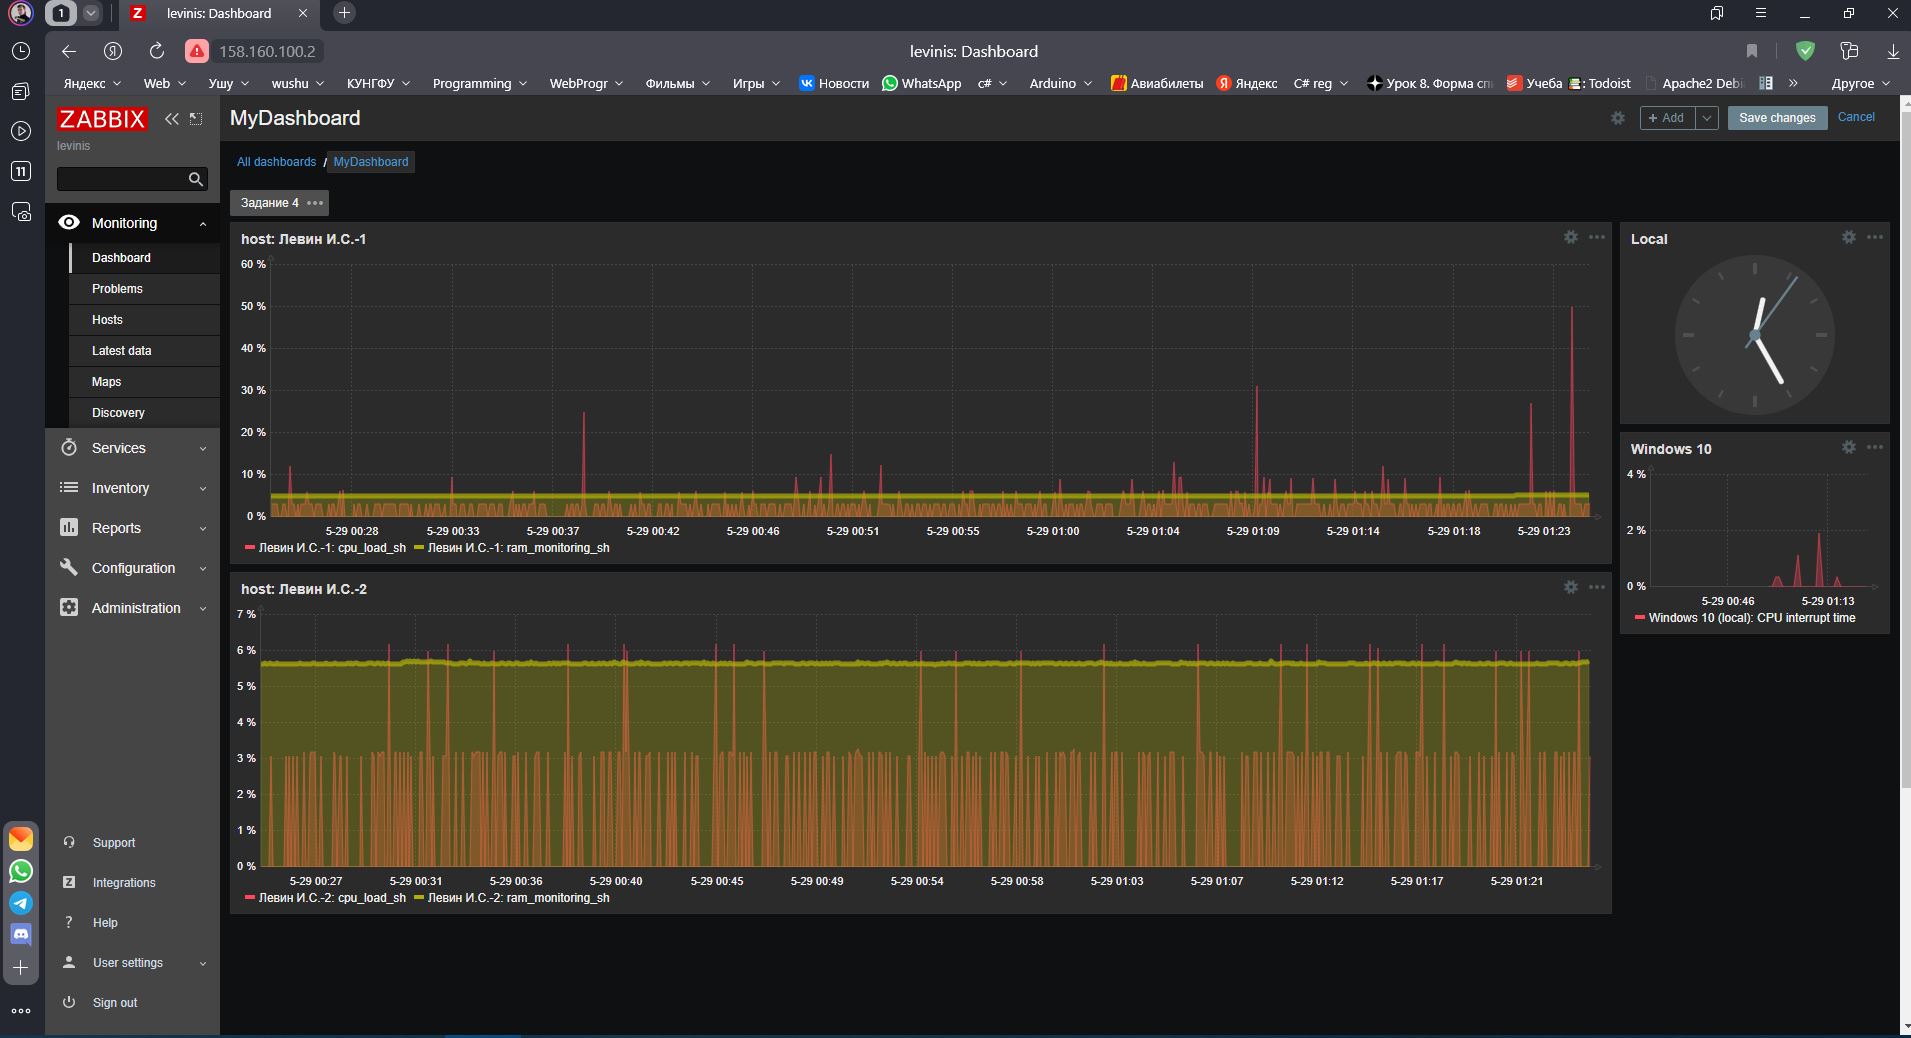 1
Z
levinis: Dashboard
Я
158.160.100.2
levinis: Dashboard
Яндекс
Web
Ушу
wushu
КУНГФУ
Programming
WebProgr
Фильмы
Игры
Новости
WhatsApp
c#
Arduino
Авиабилеты
Яндекс
C# reg
Урок 8. Форма сп
Учеба
: Todoist
Apache2 Debi
»
Другое
11
ZABBIX
levinis
MyDashboard
+ Add
Save changes
Cancel
All dashboards / MyDashboard
Задание 4
Monitoring
Dashboard
Problems
Hosts
Latest data
Maps
Discovery
Services
Inventory
Reports
Configuration
Administration
Support
Z Integrations
? Help
User settings
Sign out
host: Левин И.С.-1
60 %
50 %
40 %
30 %
20 %
10 %
0 %
5-29 00:28 5-29 00:33 5-29 00:37 5-29 00:42 5-29 00:46 5-29 00:51 5-29 00:55 5-29 01:00 5-29 01:04 5-29 01:09 5-29 01:14 5-29 01:18 5-29 01:23
Левин И.С.-1: cpu_load_sh Левин И.С.-1: ram_monitoring_sh
host: Левин И.С.-2
7 %
6 %
5 %
4 %
3 %
2 %
1 %
0 %
5-29 00:27 5-29 00:31 5-29 00:36 5-29 00:40 5-29 00:45 5-29 00:49 5-29 00:54 5-29 00:58 5-29 01:03 5-29 01:07 5-29 01:12 5-29 01:17 5-29 01:21
Левин И.С.-2: cpu_load_sh Левин И.С.-2: ram_monitoring_sh
Local
Windows 10
4 %
2 %
0 %
5-29 00:46 5-29 01:13
Windows 10 (local): CPU interrupt time